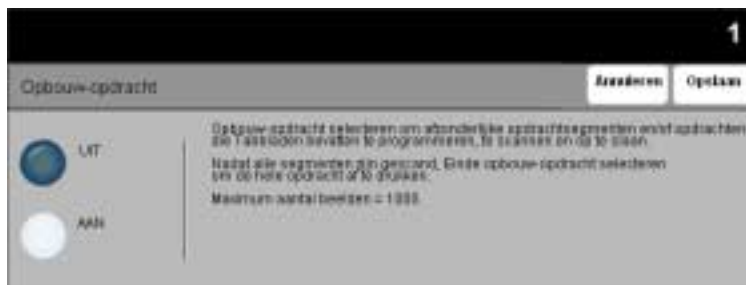 1
Opbouw-opdracht
Annuleren
Opslaan
UIT
AAN
Opbouw-opdracht selecteren om afzonderlijke opdrachtsegmenten en/of opdrachten
die tabbladen bevatten te programmeren, te scannen en op te slaan.
Nadat alle segmenten zijn gescand, Einde opbouw-opdracht selecteren
om de hele opdracht af te drukken.
Maximum aantal beelden = 1000